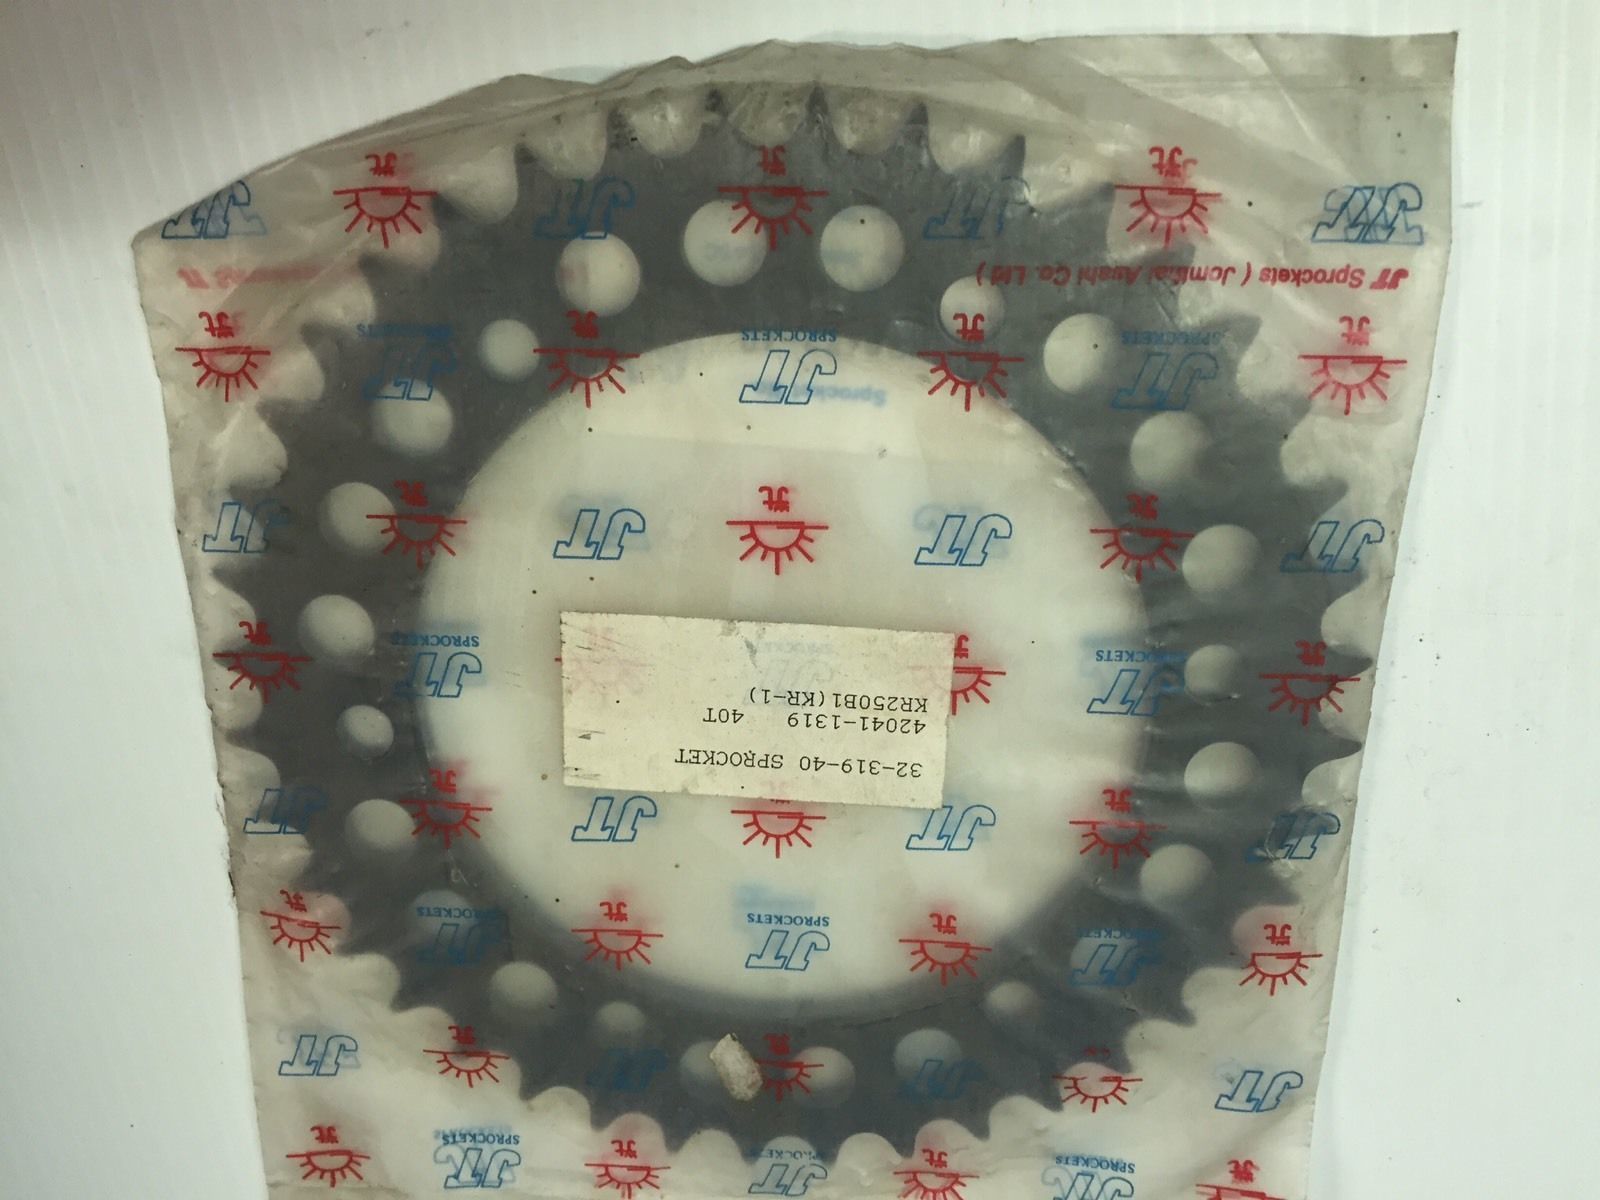 32-319-40 SPROCKET
42041-1319 40T
KR250B1(KR-1)
JT Sprockets ( Jomthai Asahi Co. Ltd )
JT
SPROCKETS